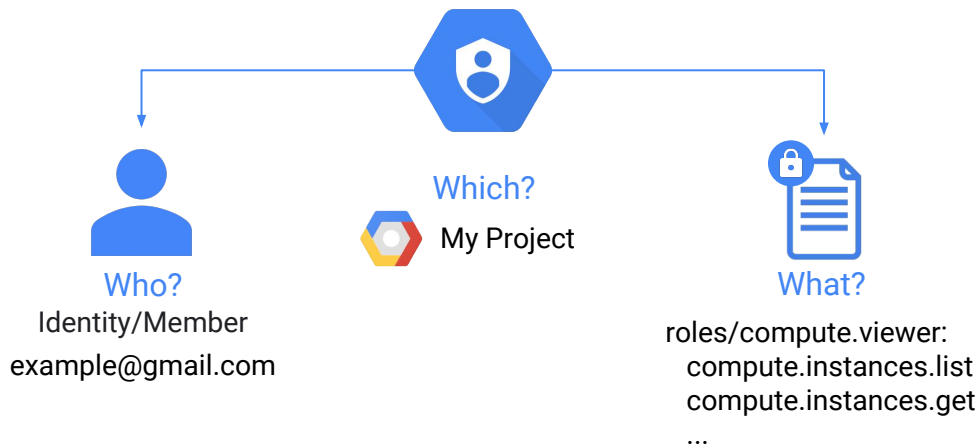 Which?
My Project
Who?
Identity/Member
example@gmail.com
What?
roles/compute.viewer:
compute.instances.list
compute.instances.get
...